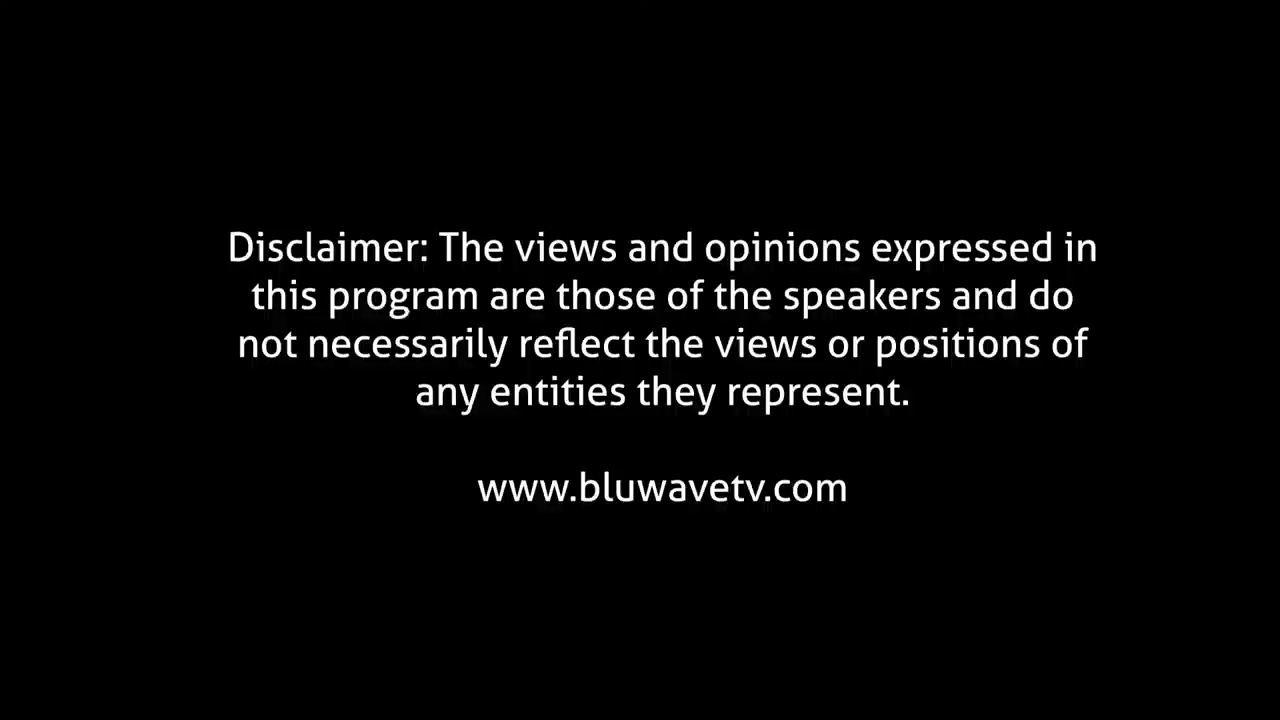 Disclaimer: The views and opinions expressed in
this program are those of the speakers and do
not necessarily reflect the views or positions of
any entities they represent.
www.bluwavetv.com